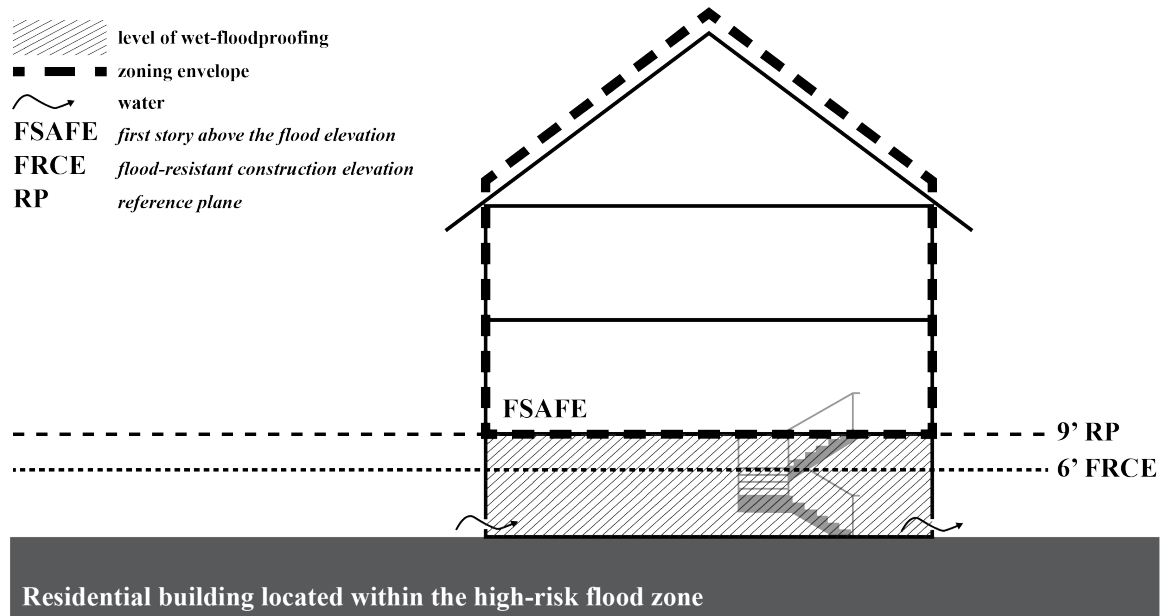 level of wet-floodproofing
zoning envelope
water
FSAFE first story above the flood elevation
FRCE flood-resistant construction elevation
RP reference plane
FSAFE
9’ RP
6’ FRCE
Residential building located within the high-risk flood zone